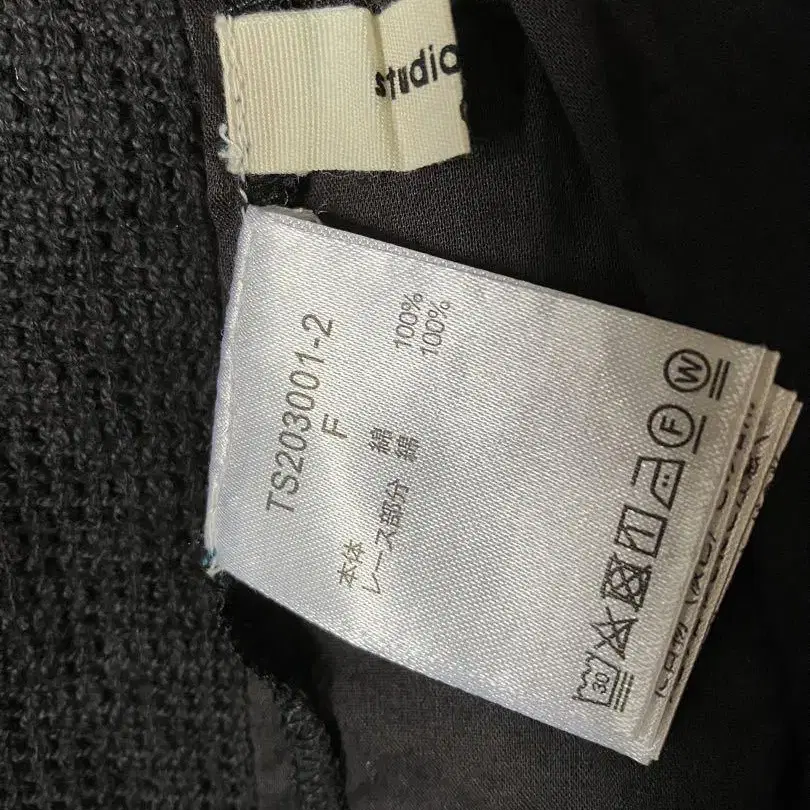 studio
TS203001-2
F
本体 綿 100%
レース部分 綿 100%
30
F
W